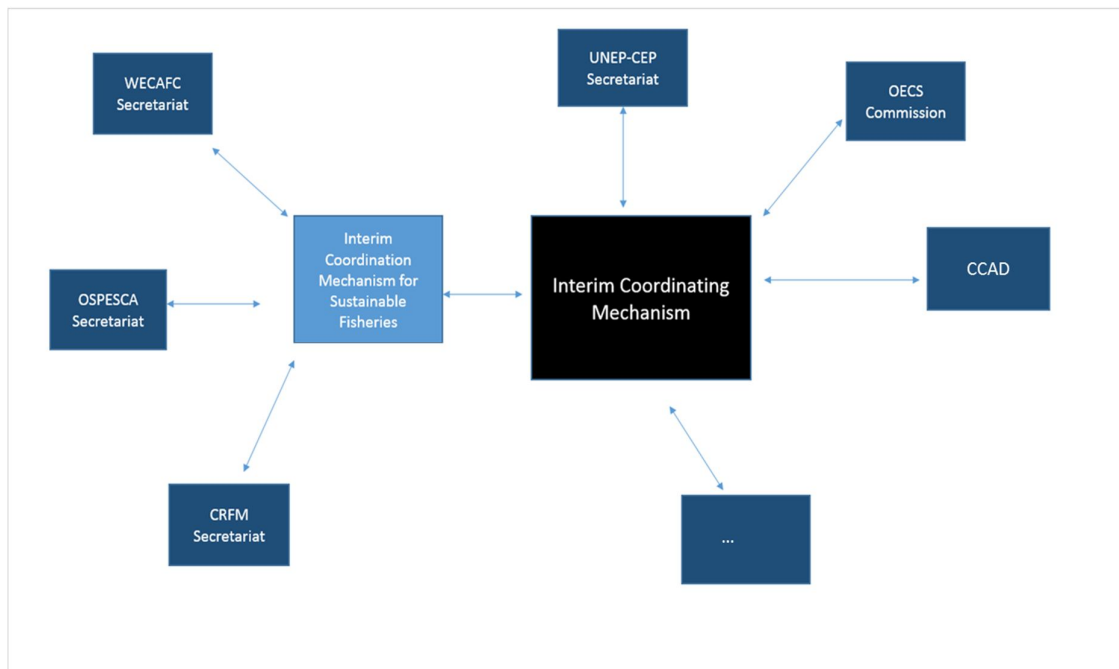 WECAFC
Secretariat
UNEP-CEP
Secretariat
OECS
Commission
Interim
Coordination
Mechanism for
Sustainable
Fisheries
Interim Coordinating
Mechanism
CCAD
OSPESCA
Secretariat
CRFM
Secretariat
...